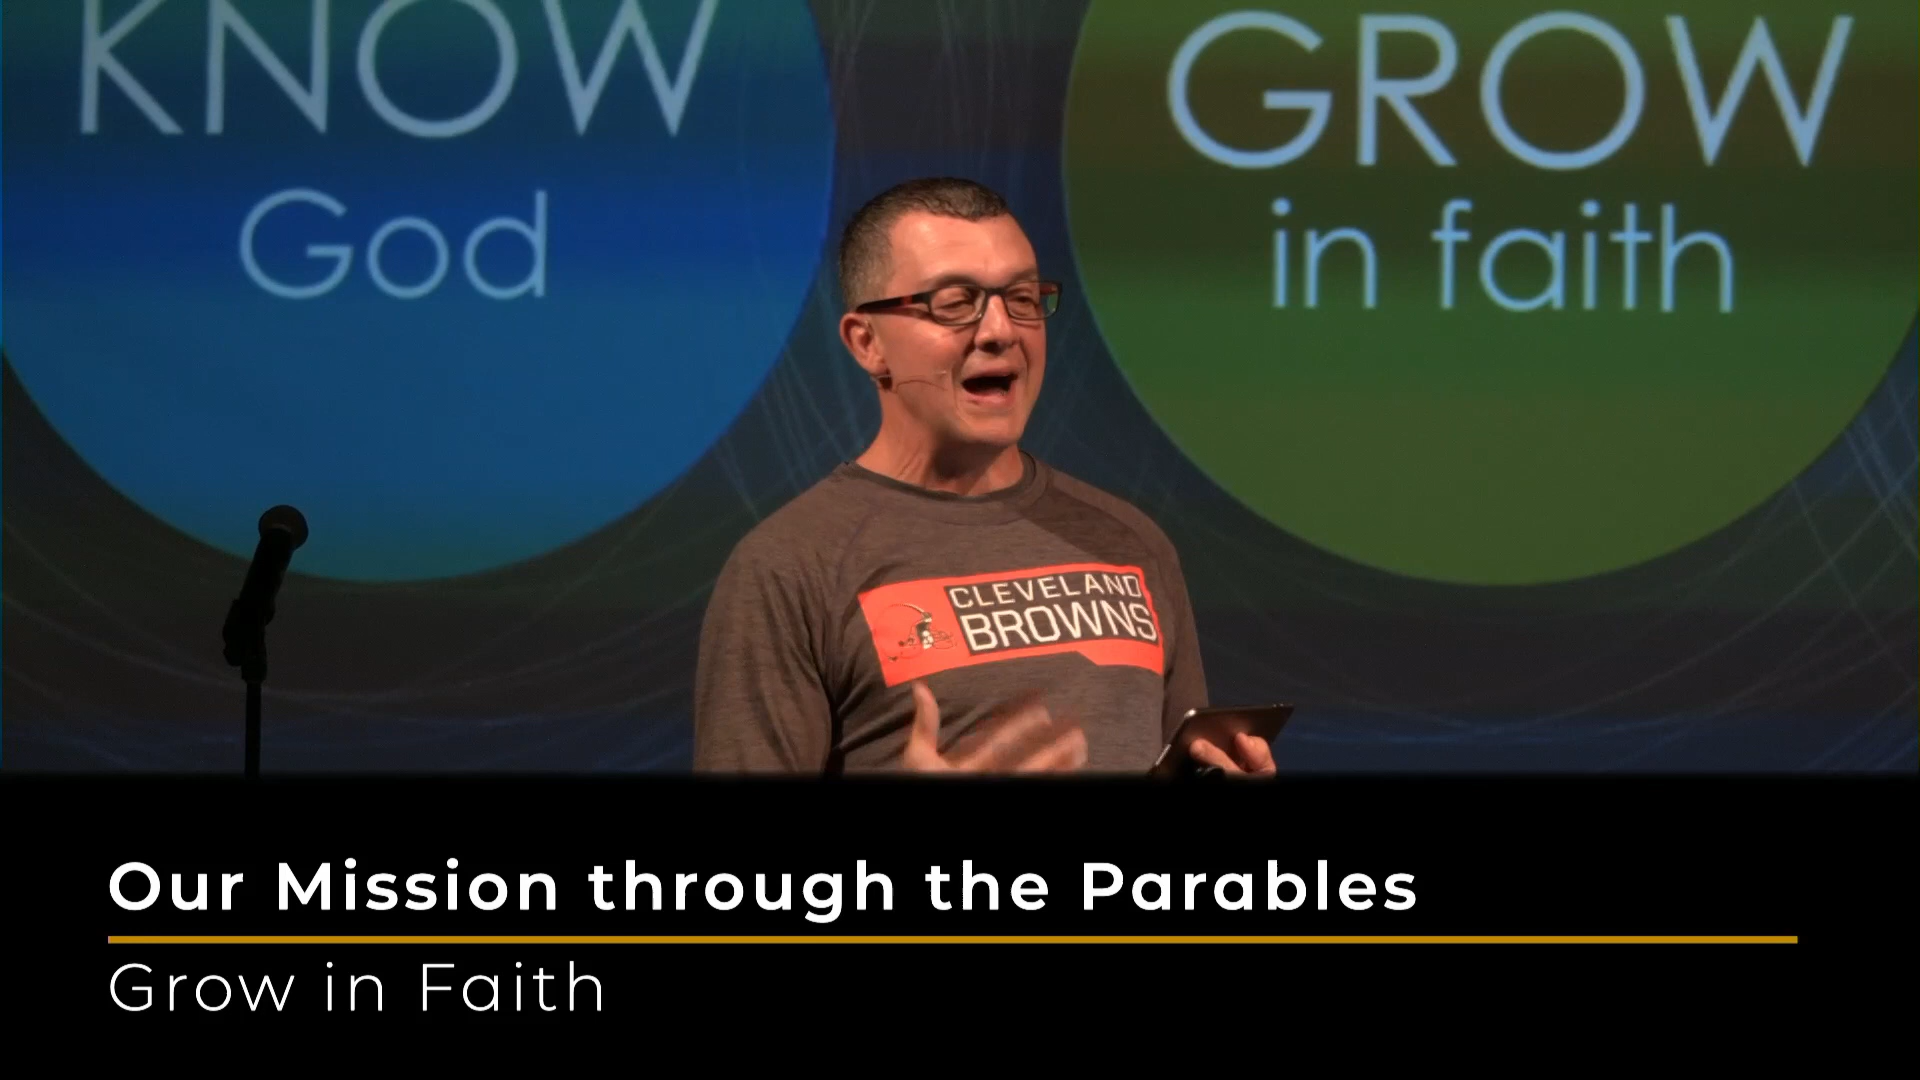 KNOW
God
GROW
in faith
CLEVELAND
BROWNS
Our Mission through the Parables
Grow in Faith